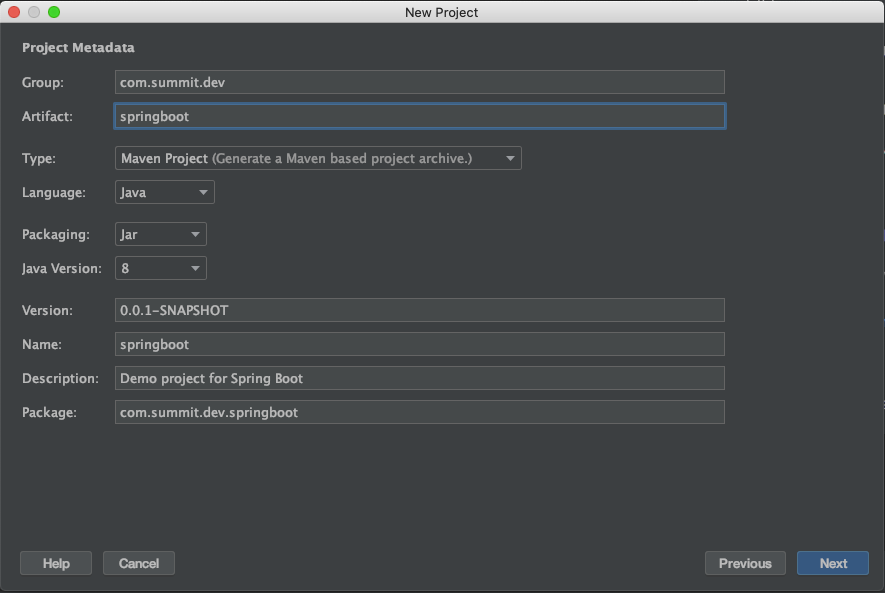 New Project
Project Metadata
Group: com.summit.dev
Artifact: springboot
Type: Maven Project (Generate a Maven based project archive.)
Language: Java
Packaging: Jar
Java Version: 8
Version: 0.0.1-SNAPSHOT
Name: springboot
Description: Demo project for Spring Boot
Package: com.summit.dev.springboot
Help Cancel Previous Next